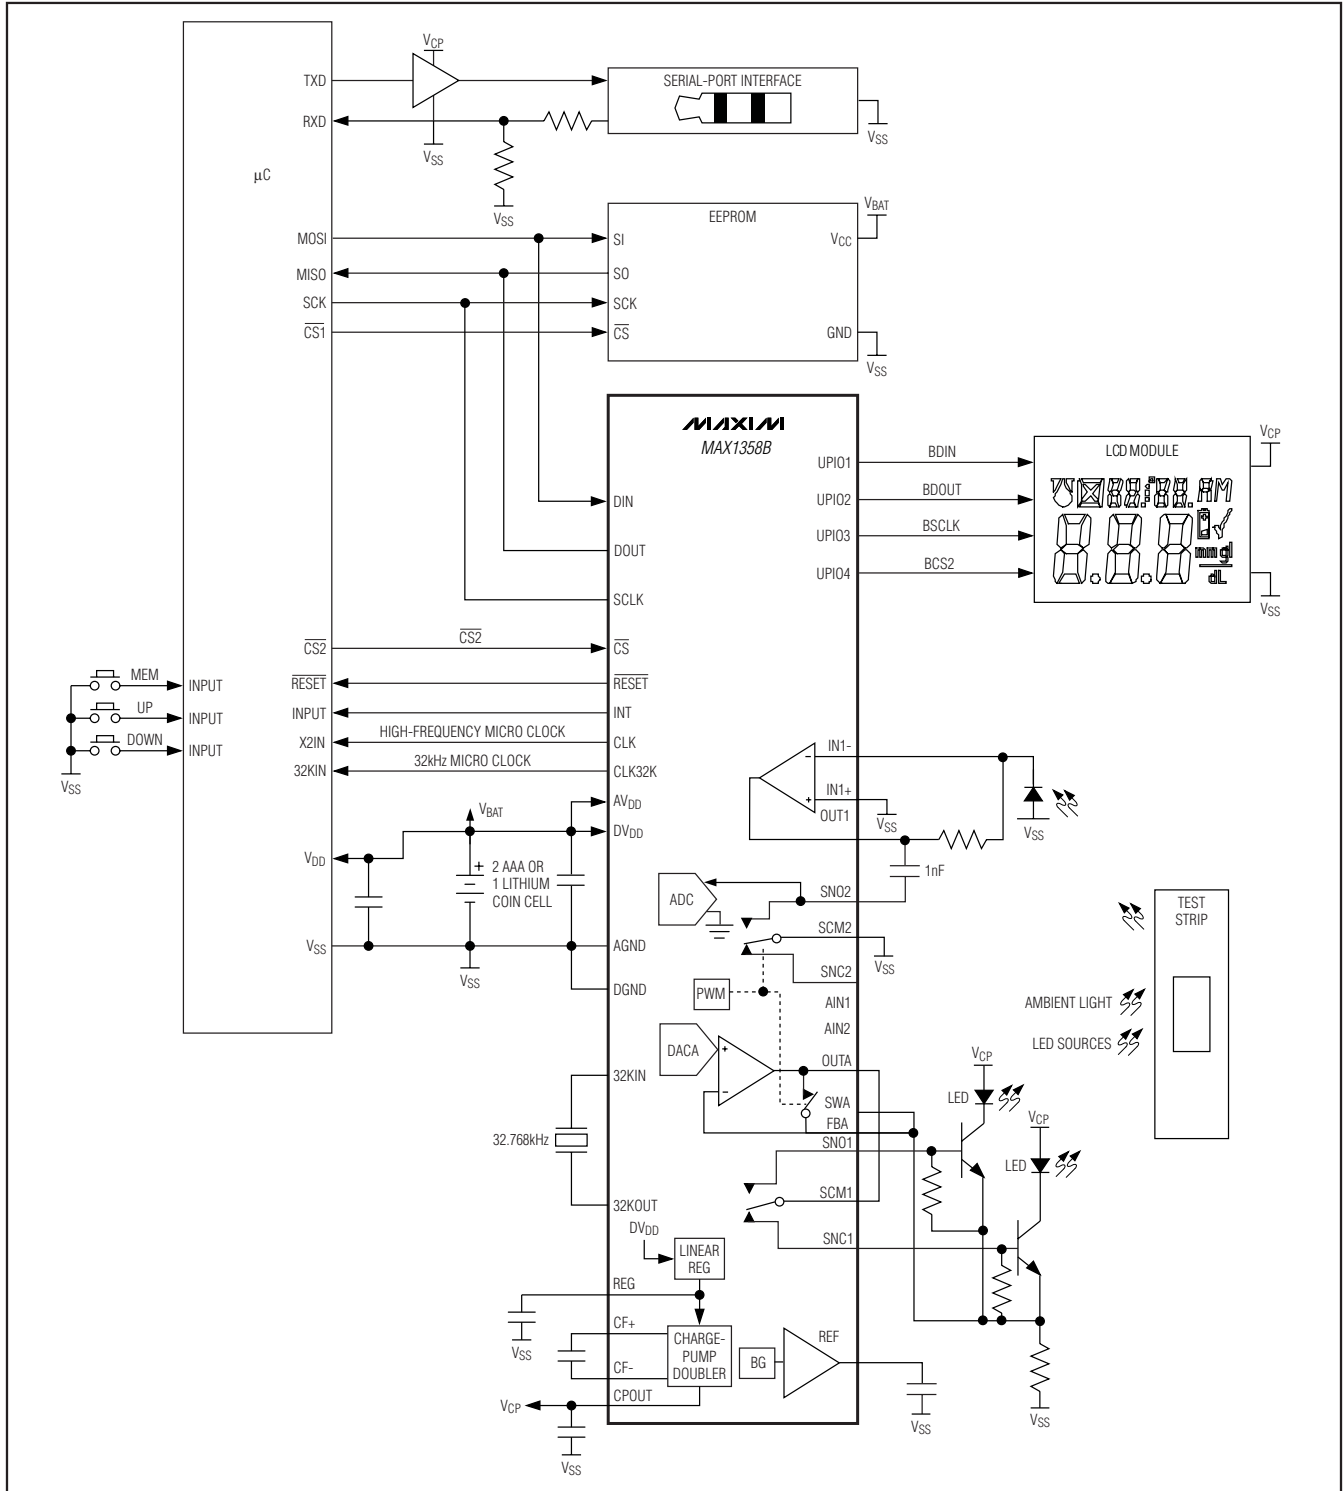 VCP
TXD
SERIAL-PORT INTERFACE
RXD
VSS
VSS
μC
VSS
VBAT
EEPROM
MOSI
SI
VCC
MISO
SO
SCK
SCK
CS1
CS
GND
VSS
MAXIM
MAX1358B
VCP
LCD MODULE
UPIO1
BDIN
UPIO2
BDOUT
DIN
UPIO3
BSCLK
DOUT
UPIO4
BCS2
mmgl
dL
AM
SCLK
VSS
CS2
CS2
CS
MEM
INPUT
RESET
RESET
UP
INPUT
INPUT
INT
DOWN
INPUT
X2IN
HIGH-FREQUENCY MICRO CLOCK
CLK
32KIN
32kHz MICRO CLOCK
CLK32K
VSS
IN1-
IN1+
OUT1
VSS
VSS
VBAT
AVDD
DVDD
VDD
+
2 AAA OR
1 LITHIUM
COIN CELL
1nF
ADC
SNO2
SCM2
VSS
SNC2
VSS
VSS
AGND
DGND
PWM
AIN1
AIN2
TEST
STRIP
AMBIENT LIGHT
LED SOURCES
DACA
+
-
OUTA
SWA
FBA
SNO1
VCP
LED
VCP
LED
32KIN
32.768kHz
32KOUT
SCM1
SNC1
DVDD
LINEAR
REG
REG
VSS
CF+
CF-
CHARGE-
PUMP
DOUBLER
BG
REF
CPOUT
VCP
VSS
VSS
VSS